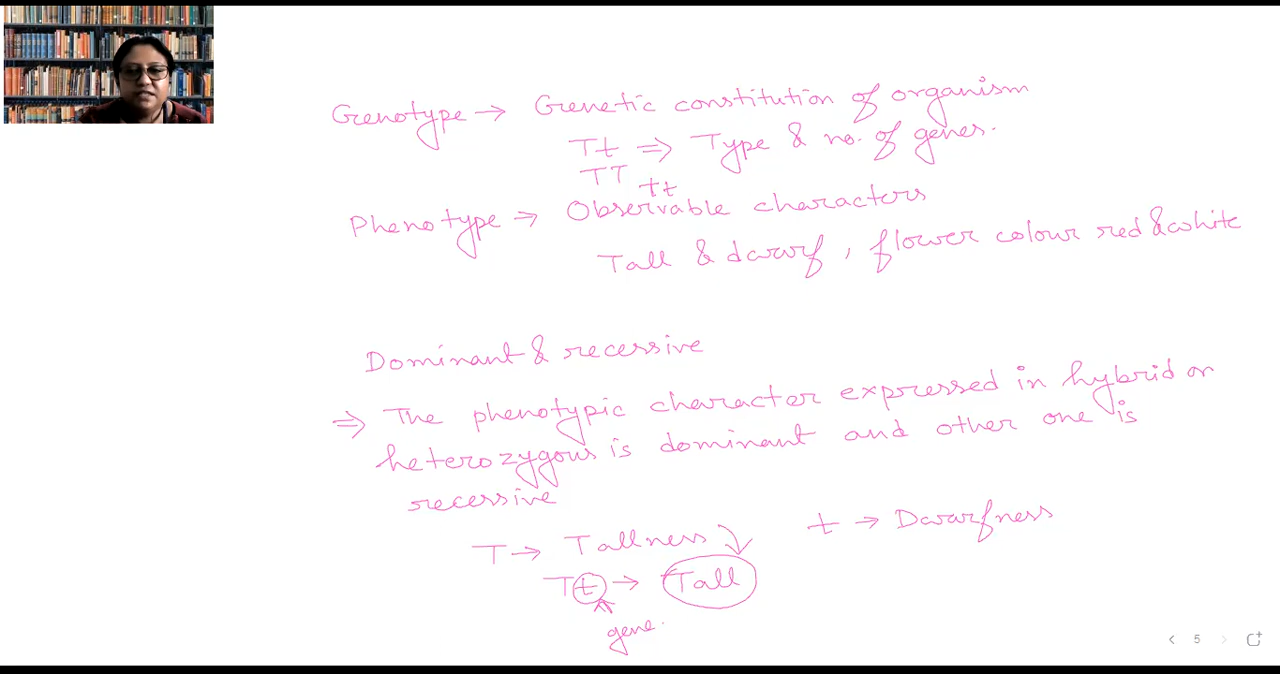 Genotype → Genetic constitution of organism
Tt ⇒ Type & no. of genes.
TT
tt
Phenotype → Observable characters
Tall & dwarf, flower colour red & white
Dominant & recessive
⇒ The phenotypic character expressed in hybrid or
heterozygous is dominant and other one is
recessive
T → Tallness t → Dwarfness
Tt → Tall
gene.
< 5 >